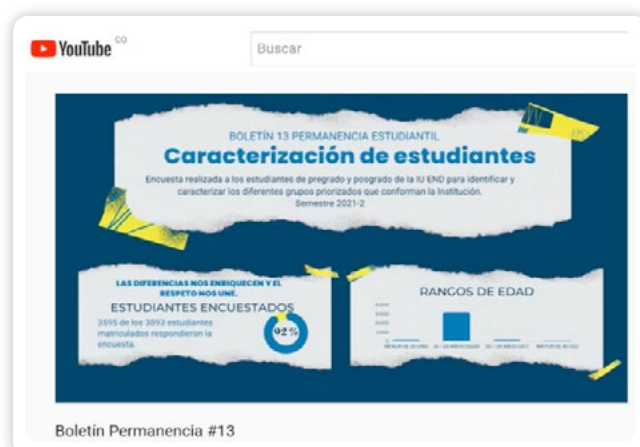 YouTube CO
Buscar
BOLETÍN 13 PERMANENCIA ESTUDIANTIL
Caracterización de estudiantes
Encuesta realizada a los estudiantes de pregrado y posgrado de la IU END para identificar y
caracterizar los diferentes grupos priorizados que conforman la Institución.
Semestre 2021-2
LAS DIFERENCIAS NOS ENRIQUECEN Y EL
RESPETO NOS UNE.
ESTUDIANTES ENCUESTADOS
3595 de los 3893 estudiantes
matriculados respondieron la
encuesta.
92%
RANGOS DE EDAD
Boletín Permanencia #13